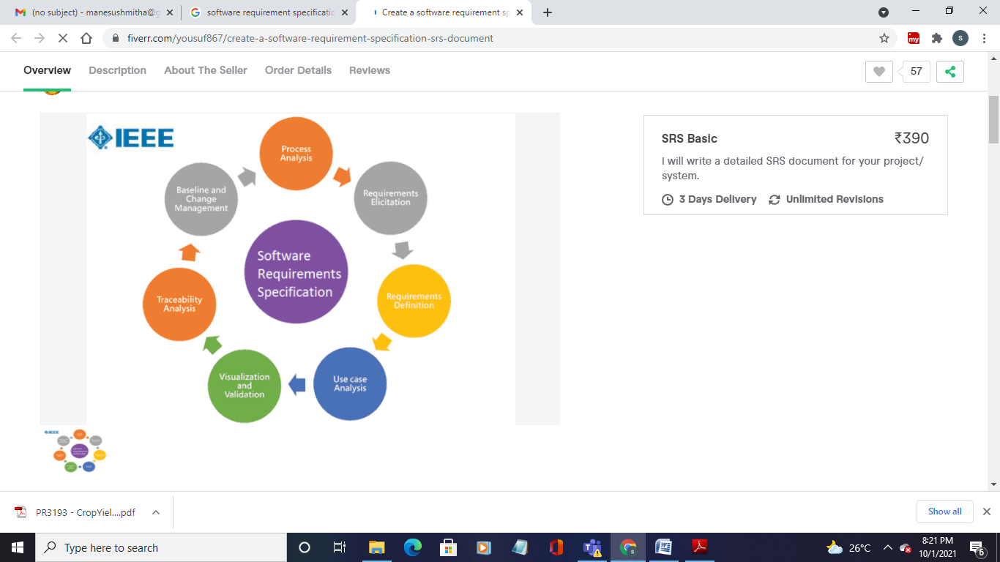 (no subject) - manesushmitha@g
software requirement specificatio
Create a software requirement sp
fiverr.com/yousuf867/create-a-software-requirement-specification-srs-document
my
s
Overview
Description
About The Seller
Order Details
Reviews
57
IEEE
Process
Analysis
Requirements
Elicitation
Requirements
Definition
Use case
Analysis
Visualization
and
Validation
Traceability
Analysis
Baseline and
Change
Management
Software
Requirements
Specification
SRS Basic
₹390
I will write a detailed SRS document for your project/
system.
3 Days Delivery
Unlimited Revisions
PR3193 - CropYiel....pdf
Show all
Type here to search
26°C
8:21 PM
10/1/2021
6